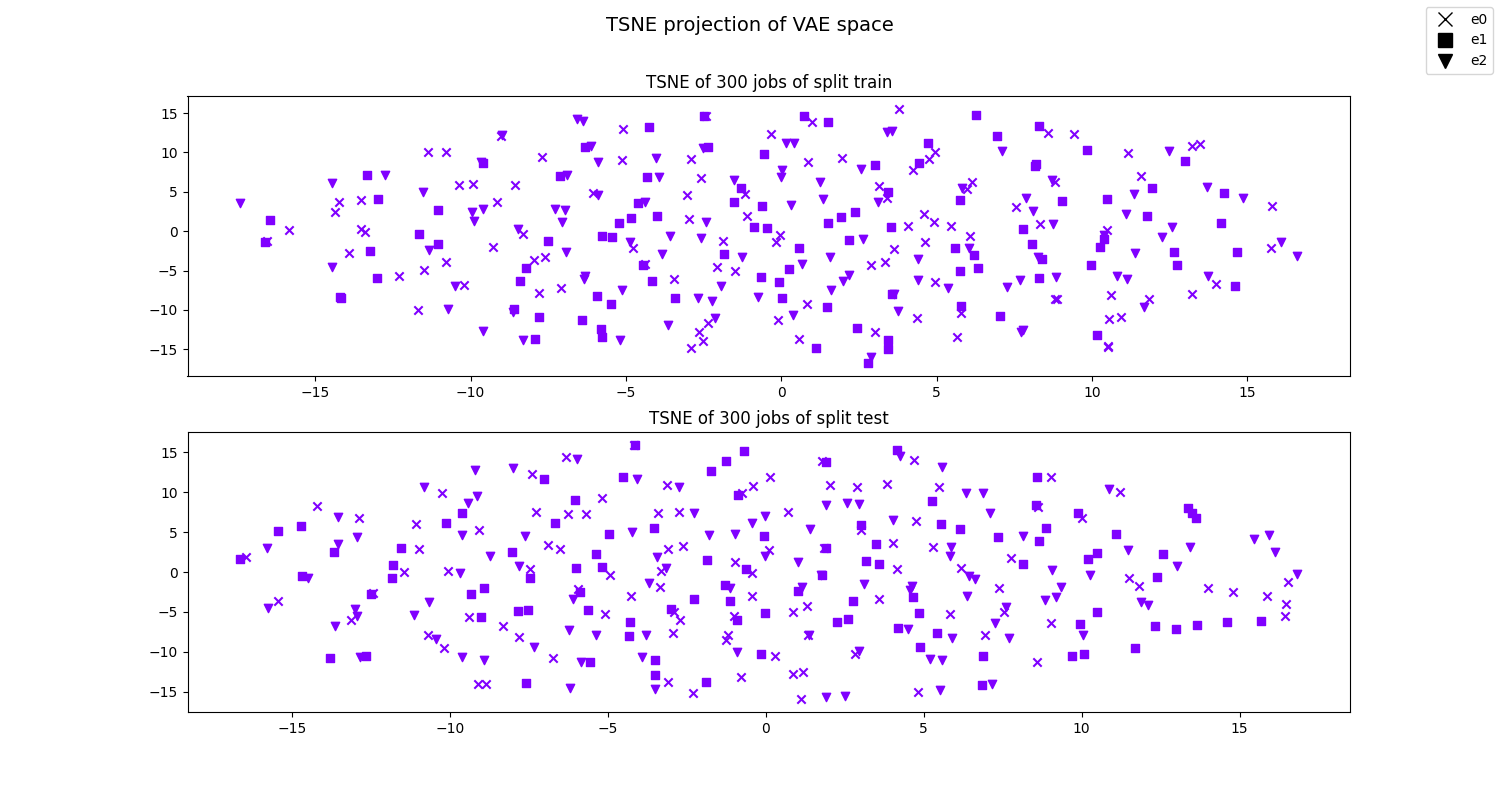 TSNE projection of VAE space
e0
e1
e2
TSNE of 300 jobs of split train
15
10
5
0
−5
−10
−15
−15 −10 −5 0 5 10 15
TSNE of 300 jobs of split test
15
10
5
0
−5
−10
−15
−15 −10 −5 0 5 10 15